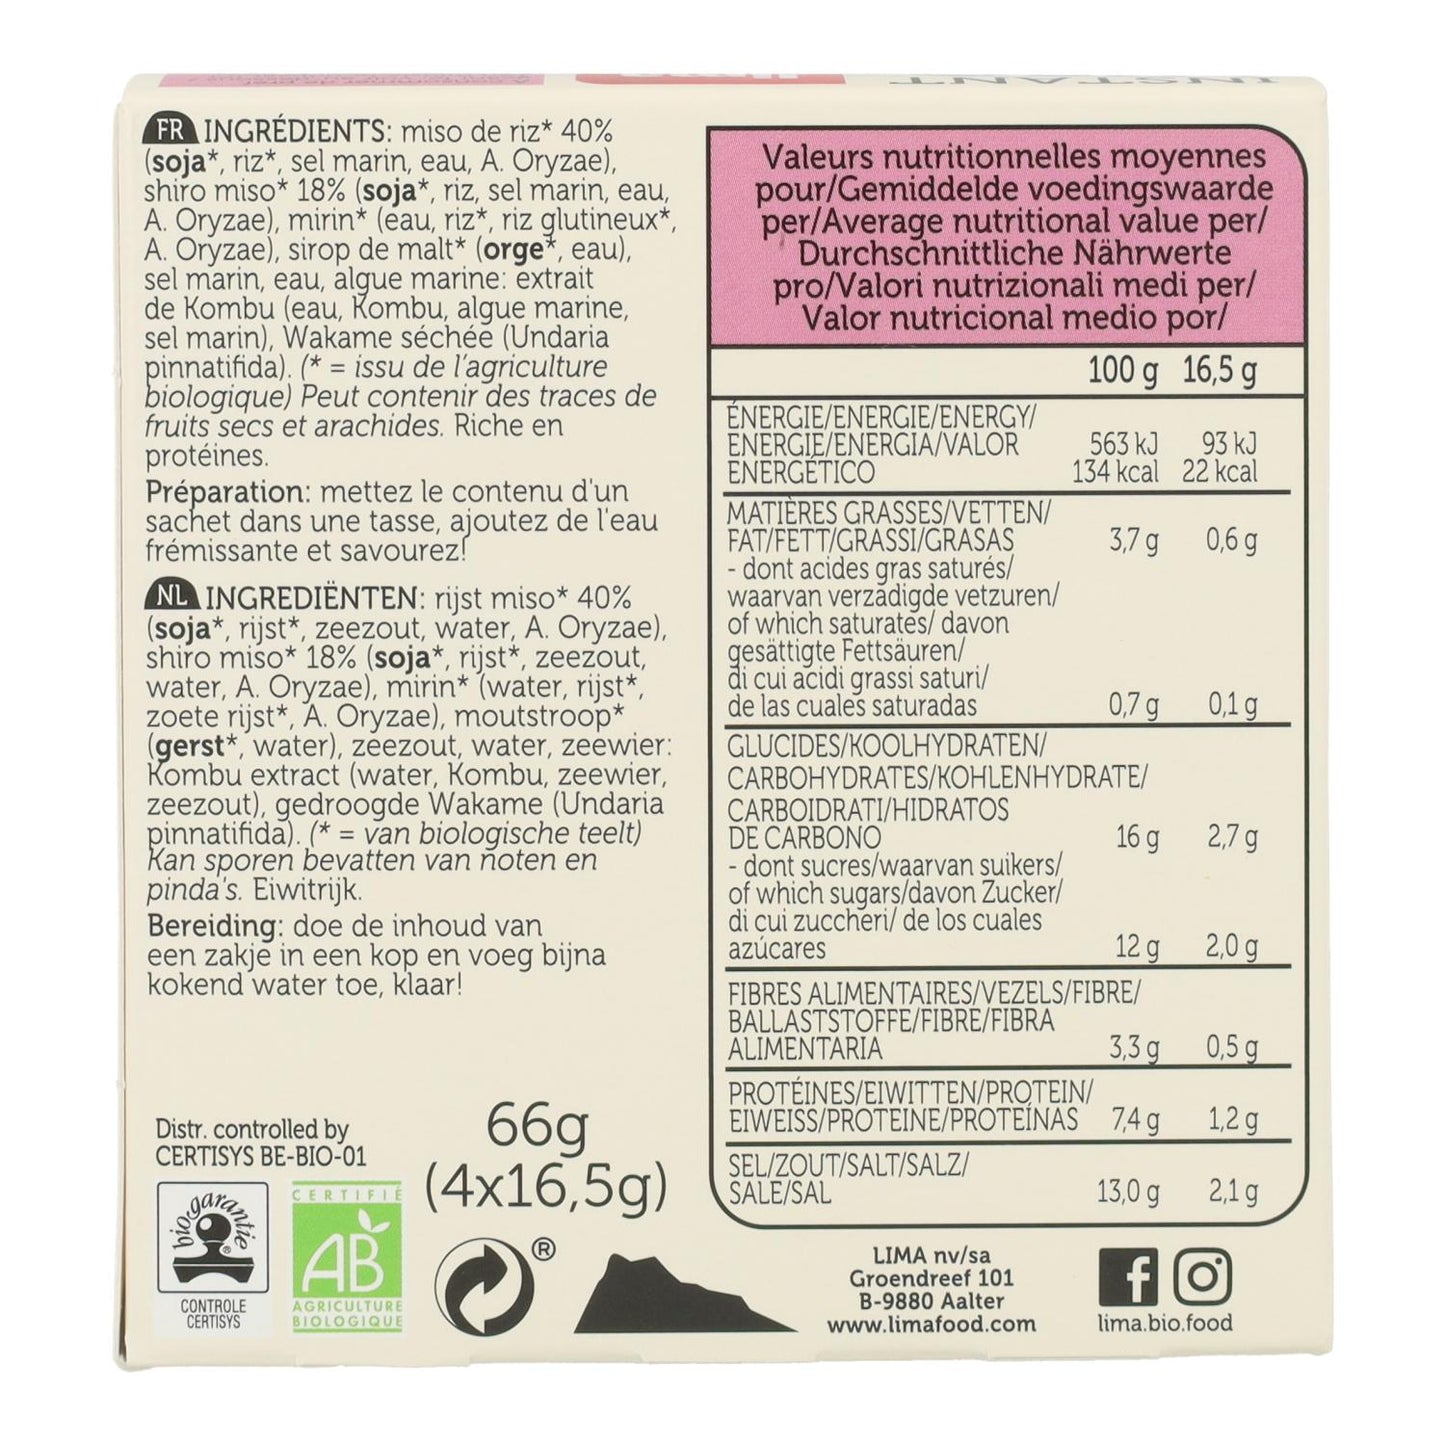 FR INGRÉDIENTS: miso de riz* 40%
(soja*, riz*, sel marin, eau, A. Oryzae),
shiro miso* 18% (soja*, riz, sel marin, eau,
A. Oryzae), mirin* (eau, riz*, riz glutineux*,
A. Oryzae), sirop de malt* (orge*, eau),
sel marin, eau, algue marine: extrait
de Kombu (eau, Kombu, algue marine,
sel marin), Wakame séchée (Undaria
pinnatifida). (* = issu de l'agriculture
biologique) Peut contenir des traces de
fruits secs et arachides. Riche en
protéines.
Préparation: mettez le contenu d'un
sachet dans une tasse, ajoutez de l'eau
frémissante et savourez!
NL INGREDIËNTEN: rijst miso* 40%
(soja*, rijst*, zeezout, water, A. Oryzae),
shiro miso* 18% (soja*, rijst*, zeezout,
water, A. Oryzae), mirin* (water, rijst*,
zoete rijst*, A. Oryzae), moutstroop*
(gerst*, water), zeezout, water, zeewier:
Kombu extract (water, Kombu, zeewier,
zeezout), gedroogde Wakame (Undaria
pinnatifida). (* = van biologische teelt)
Kan sporen bevatten van noten en
pinda's. Eiwitrijk.
Bereiding: doe de inhoud van
een zakje in een kop en voeg bijna
kokend water toe, klaar!
Distr. controlled by
CERTISYS BE-BIO-01
biogarantie ®
CONTROLE
CERTISYS
CERTIFIÉ
AB
AGRICULTURE
BIOLOGIQUE
66g
(4x16,5g)
®
Valeurs nutritionnelles moyennes
pour/Gemiddelde voedingswaarde
per/Average nutritional value per/
Durchschnittliche Nährwerte
pro/Valori nutrizionali medi per/
Valor nutricional medio por/
100 g 16,5 g
ÉNERGIE/ENERGIE/ENERGY/
ENERGIE/ENERGIA/VALOR 563 kJ 93 kJ
ENERGÉTICO 134 kcal 22 kcal
MATIÈRES GRASSES/VETTEN/
FAT/FETT/GRASSI/GRASAS 3,7 g 0,6 g
- dont acides gras saturés/
waarvan verzadigde vetzuren/
of which saturates/ davon
gesättigte Fettsäuren/
di cui acidi grassi saturi/
de las cuales saturadas 0,7 g 0,1 g
GLUCIDES/KOOLHYDRATEN/
CARBOHYDRATES/KOHLENHYDRATE/
CARBOIDRATI/HIDRATOS
DE CARBONO 16 g 2,7 g
- dont sucres/waarvan suikers/
of which sugars/davon Zucker/
di cui zuccheri/ de los cuales
azúcares 12 g 2,0 g
FIBRES ALIMENTAIRES/VEZELS/FIBRE/
BALLASTSTOFFE/FIBRE/FIBRA
ALIMENTARIA 3,3 g 0,5 g
PROTÉINES/EIWITTEN/PROTEIN/
EIWEISS/PROTEINE/PROTEÍNAS 7,4 g 1,2 g
SEL/ZOUT/SALT/SALZ/
SALE/SAL 13,0 g 2,1 g
LIMA nv/sa
Groendreef 101
B-9880 Aalter
www.limafood.com
lima.bio.food